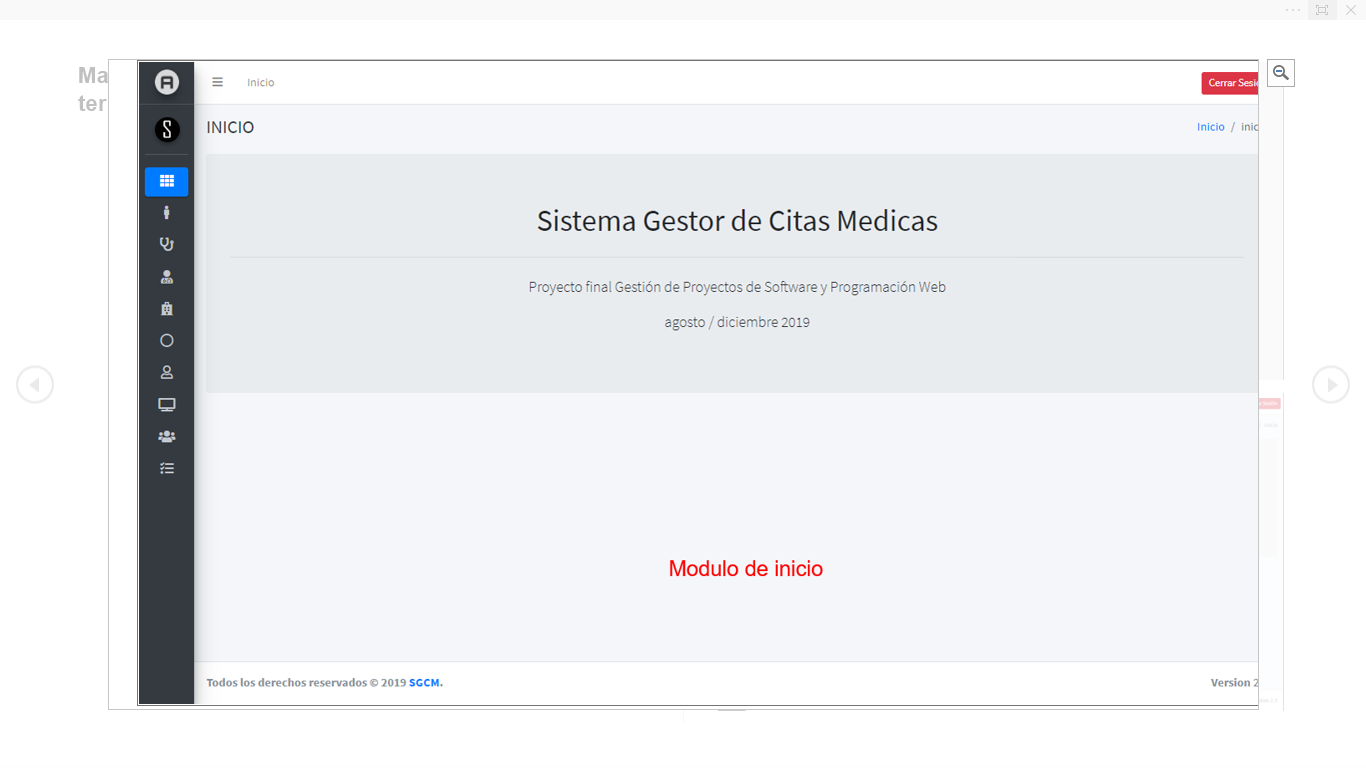 Ma
ter
Inicio
Cerrar Sesi
INICIO
Inicio / inic
Sistema Gestor de Citas Medicas
Proyecto final Gestión de Proyectos de Software y Programación Web
agosto / diciembre 2019
Modulo de inicio
Todos los derechos reservados © 2019 SGCM.
Version 2